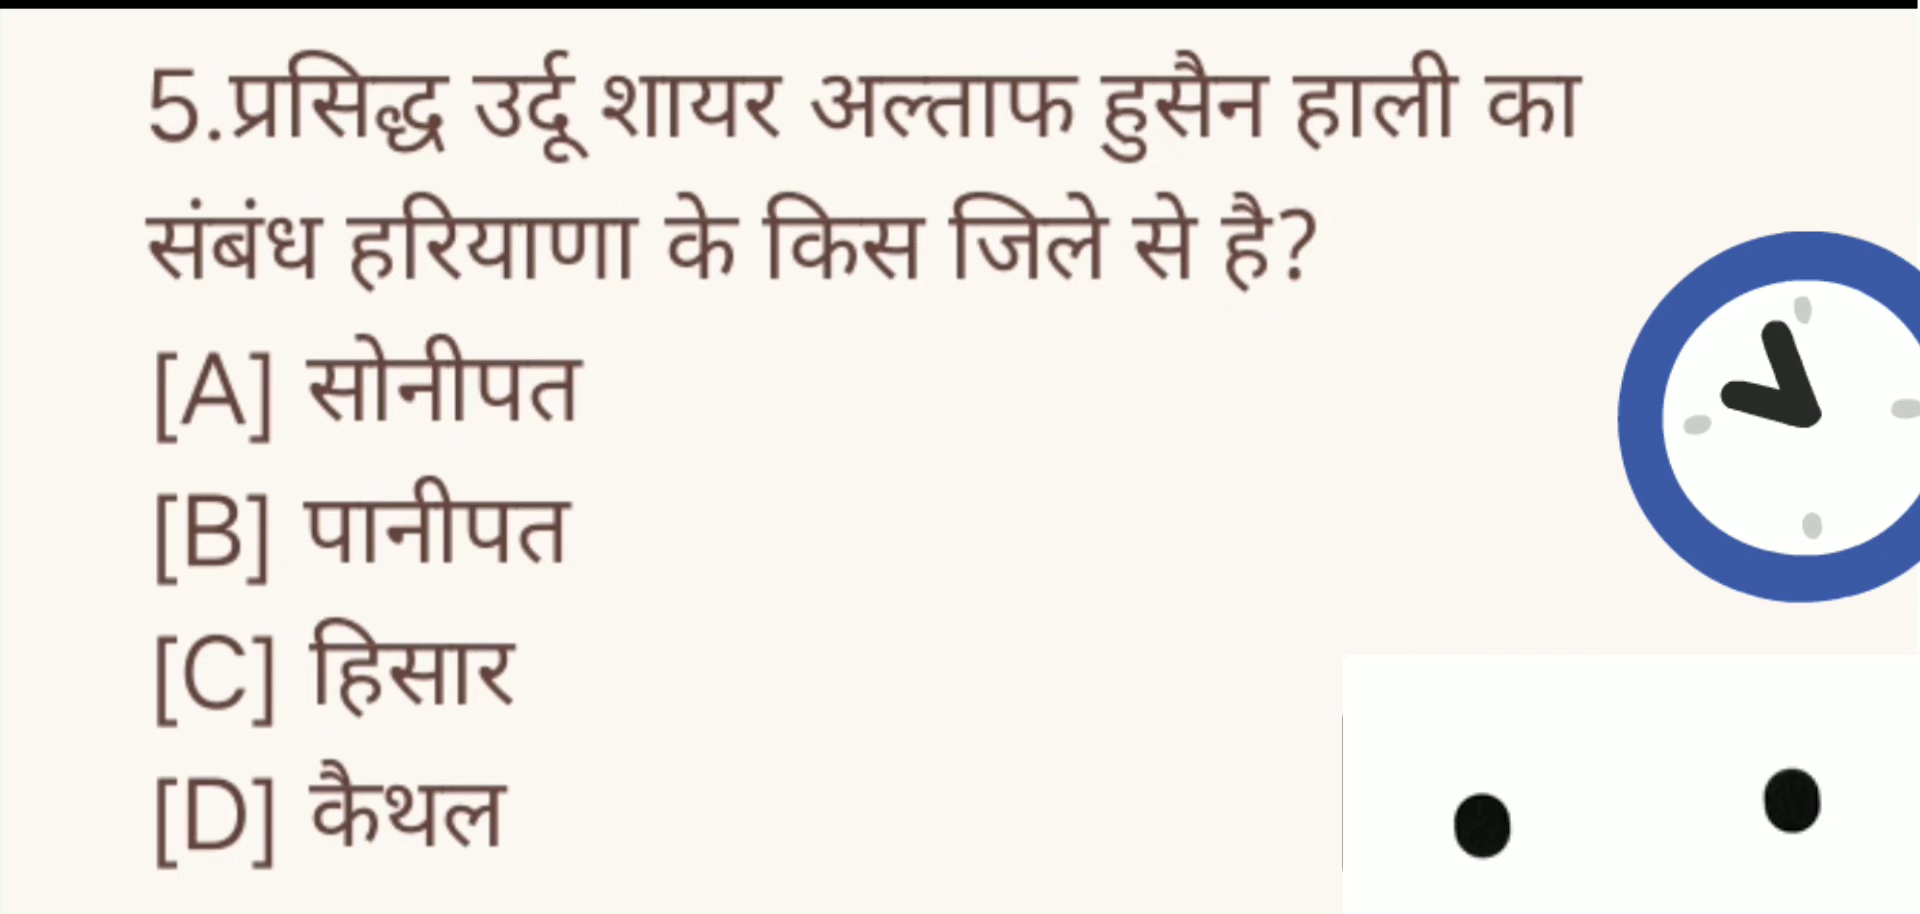 5.प्रसिद्ध उर्दू शायर अल्ताफ हुसैन हाली का
संबंध हरियाणा के किस जिले से है?
[A] सोनीपत
[B] पानीपत
[C] हिसार
[D] कैथल